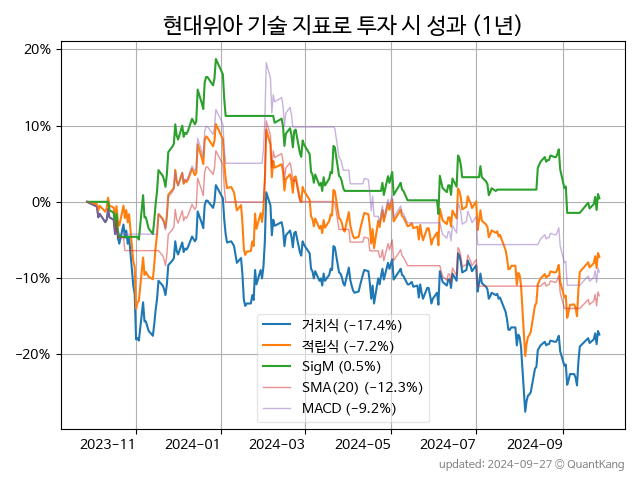 현대위아 기술 지표로 투자 시 성과 (1년)
20%
10%
0%
−10%
−20%
거치식 (−17.4%)
적립식 (−7.2%)
SigM (0.5%)
SMA(20) (−12.3%)
MACD (−9.2%)
2023-11 2024-01 2024-03 2024-05 2024-07 2024-09
updated: 2024-09-27 © QuantKang